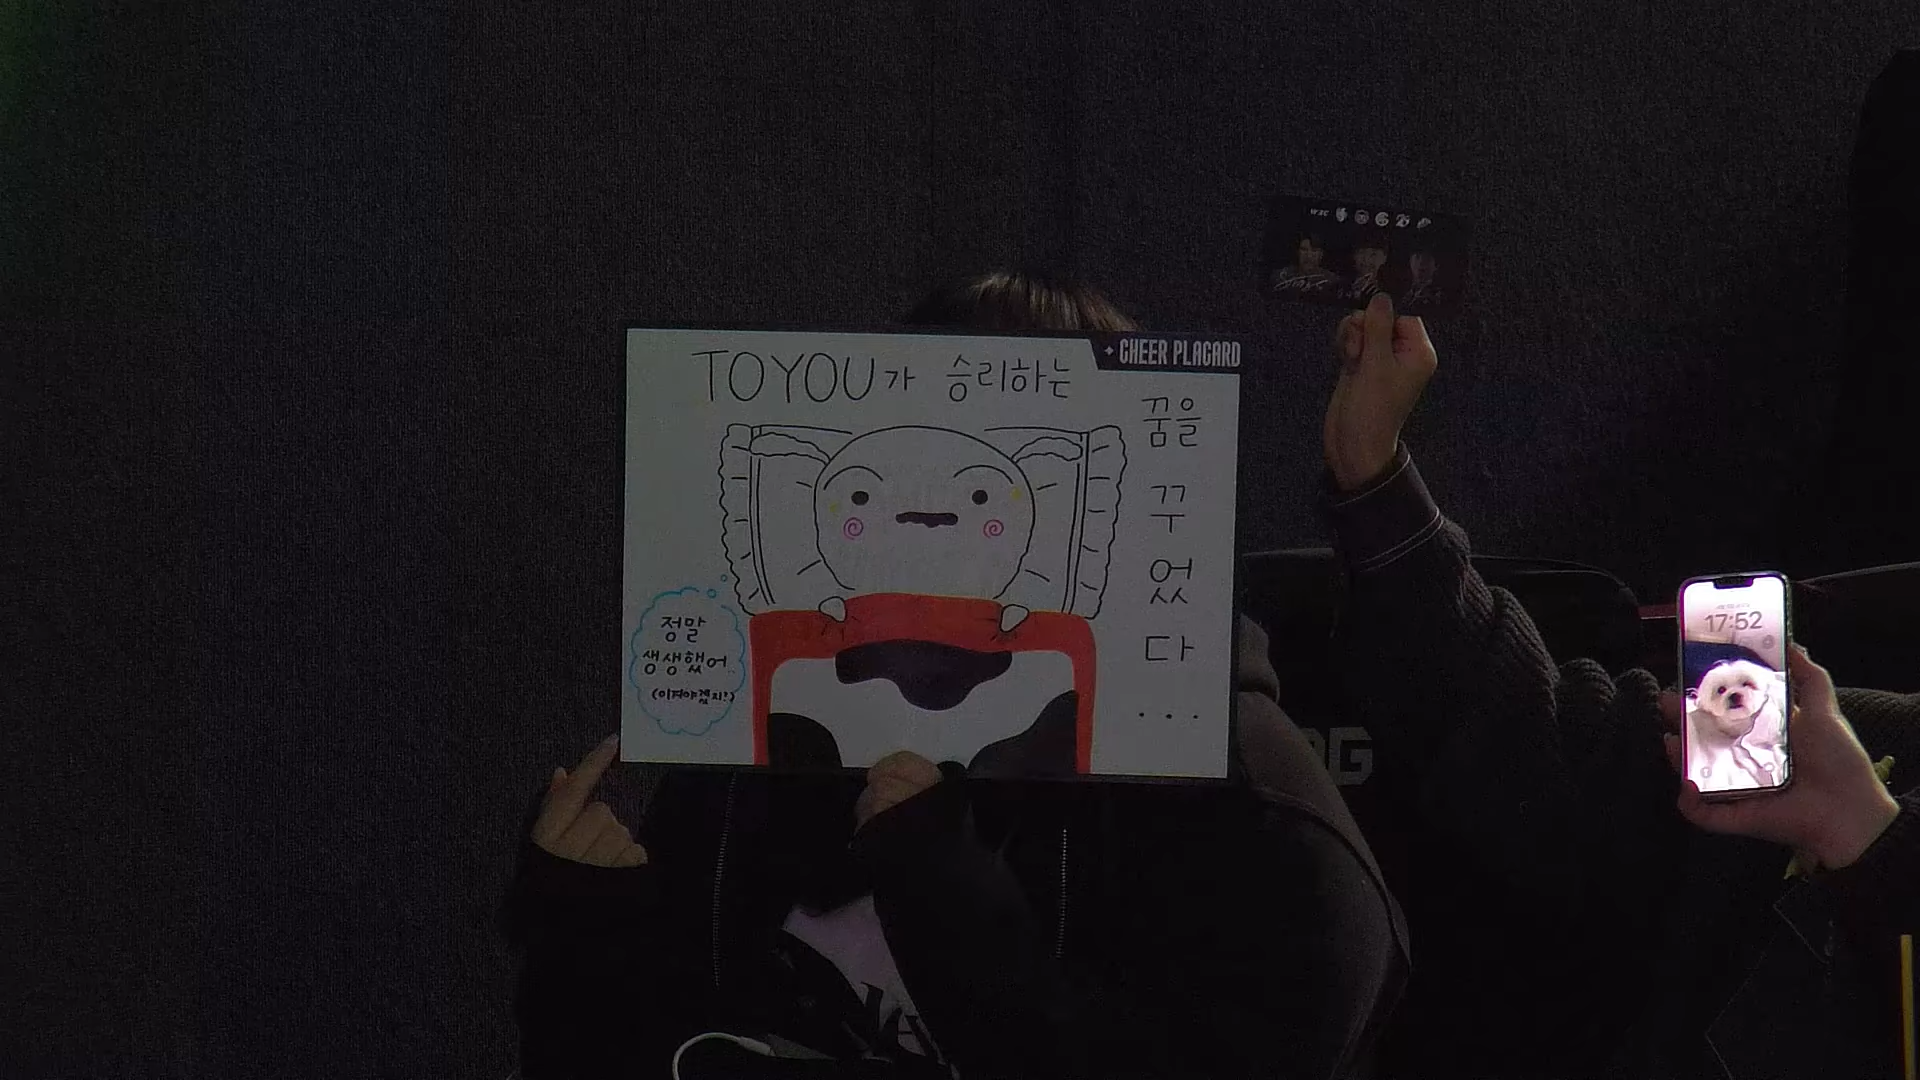 CHEER PLACARD
TOYOU가 승리하는
꿈을
꾸
었
다
...
정말
생생했어..
(이겨야겠지?)
17:52